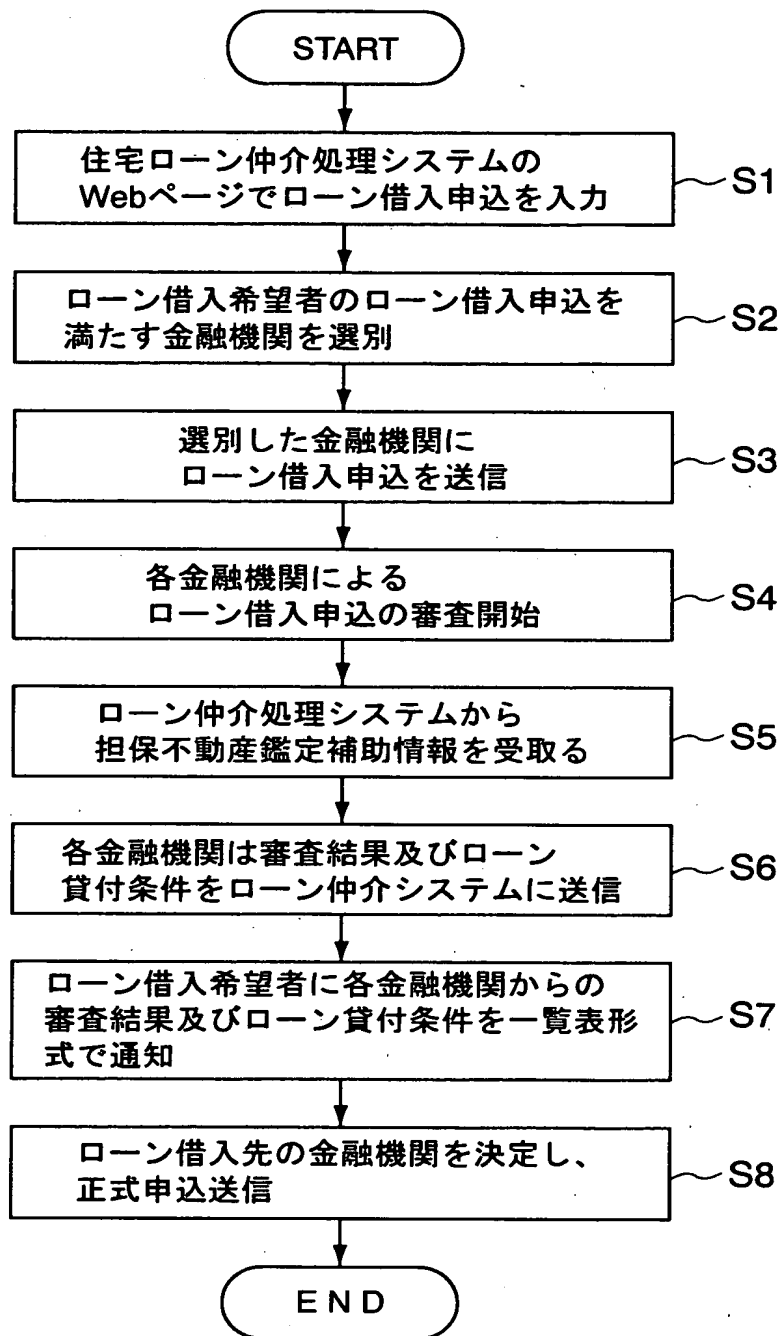 START
住宅ローン仲介処理システムの
Webページでローン借入申込を入力
S1
ローン借入希望者のローン借入申込を
満たす金融機関を選別
S2
選別した金融機関に
ローン借入申込を送信
S3
各金融機関による
ローン借入申込の審査開始
S4
ローン仲介処理システムから
担保不動産鑑定補助情報を受取る
S5
各金融機関は審査結果及びローン
貸付条件をローン仲介システムに送信
S6
ローン借入希望者に各金融機関からの
審査結果及びローン貸付条件を一覧表形
式で通知
S7
ローン借入先の金融機関を決定し、
正式申込送信
S8
END